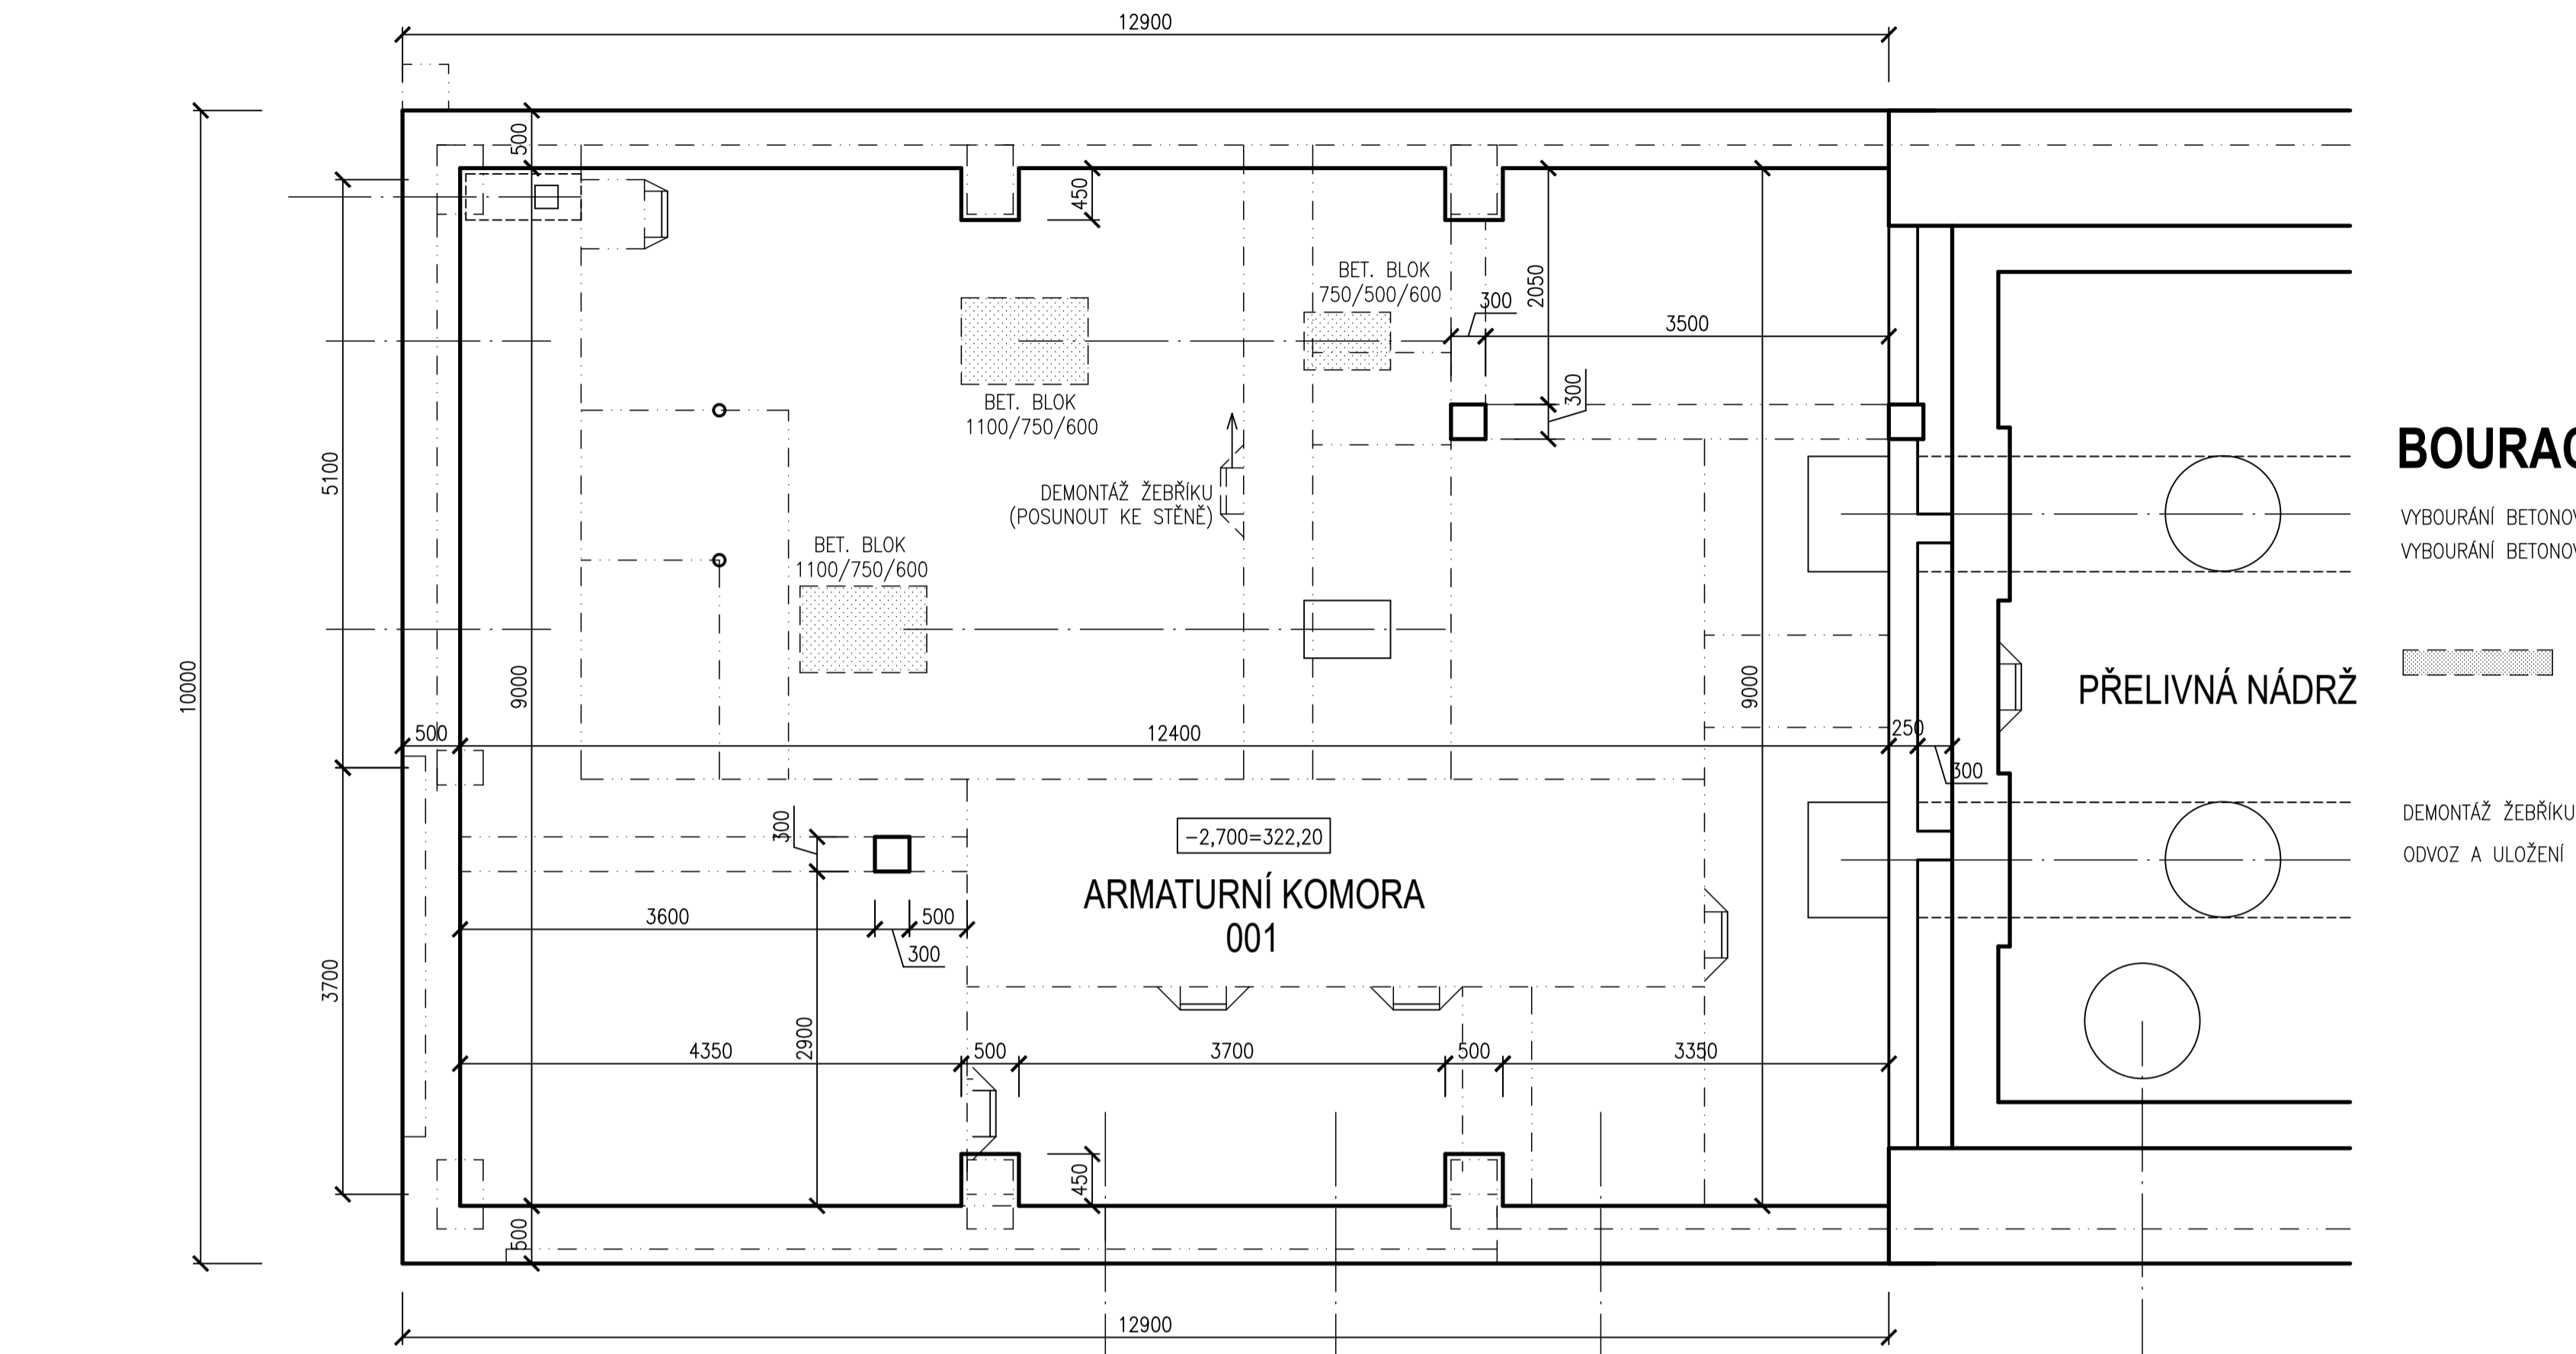 12900
500
450
BET. BLOK
750/500/600
300
2050
3500
BET. BLOK
1100/750/600
300
BOURAC
5100
DEMONTÁŽ ŽEBŘÍKU
(POSUNOUT KE STĚNĚ)
VYBOURÁNÍ BETONOV
VYBOURÁNÍ BETONOV
BET. BLOK
1100/750/600
10000
9000
9000
PŘELIVNÁ NÁDRŽ
500
12400
250
300
300
-2,700=322,20
DEMONTÁŽ ŽEBŘÍKU
ODVOZ A ULOŽENÍ
ARMATURNÍ KOMORA
001
3600
500
300
3700
2900
4350
500
3700
500
3350
450
500
12900